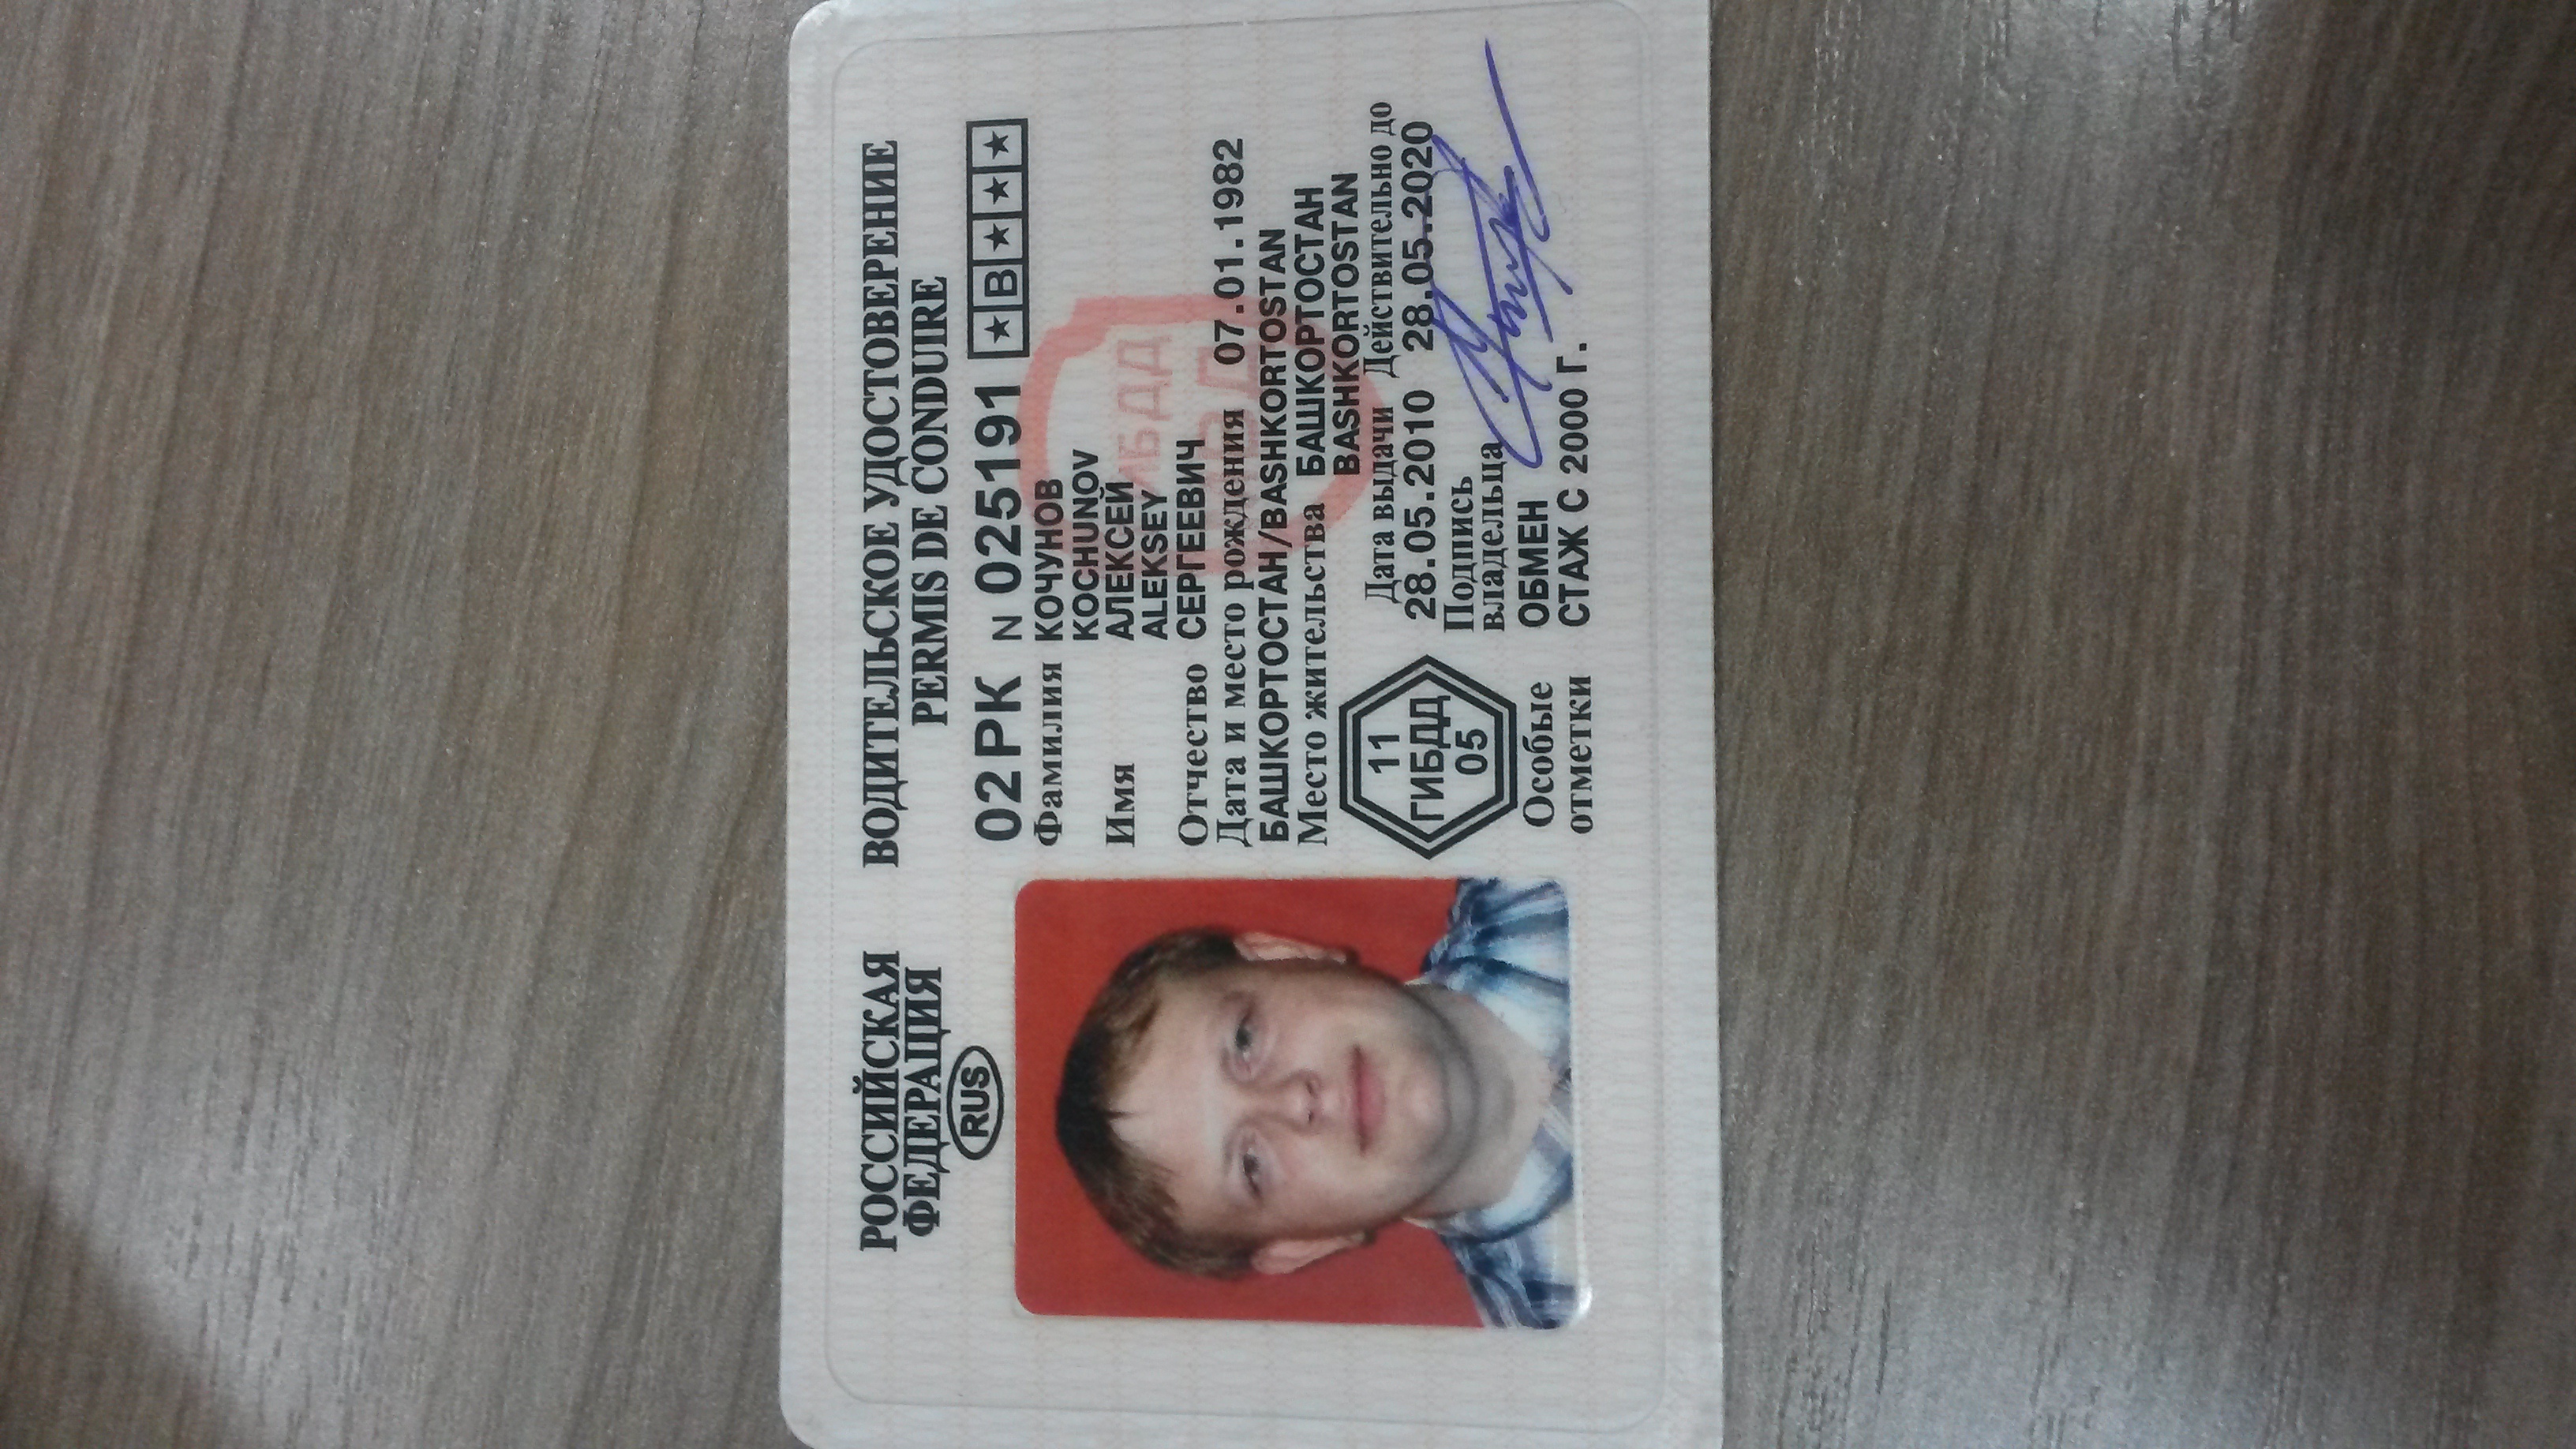 РОССИЙСКАЯ
ФЕДЕРАЦИЯ
RUS
ВОДИТЕЛЬСКОЕ УДОСТОВЕРЕНИЕ
PERMIS DE CONDUIRE
02 РК N 025191 ★ B ★ ★ ★
Фамилия КОЧУНОВ
KOCHUNOV
Имя АЛЕКСЕЙ
ALEKSEY
Отчество СЕРГЕЕВИЧ
Дата и место рождения 07.01.1982
БАШКОРТОСТАН/BASHKORTOSTAN
Место жительства БАШКОРТОСТАН
BASHKORTOSTAN
11
ГИБДД
05
Дата выдачи Действительно до
28.05.2010 28.05.2020
Подпись
владельца
Особые ОБМЕН
отметки СТАЖ С 2000 Г.
ГИБДД
МВД